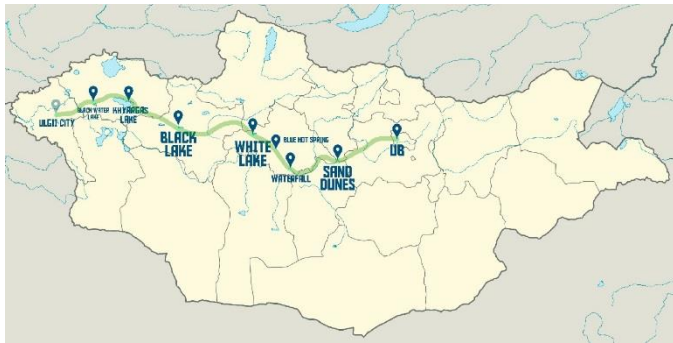 ULGII CITY
BLACK WATER
LAKE
KHYARGAS
LAKE
BLACK
LAKE
WHITE
LAKE
BLUE HOT SPRING
WATERFALL
SAND
DUNES
UB